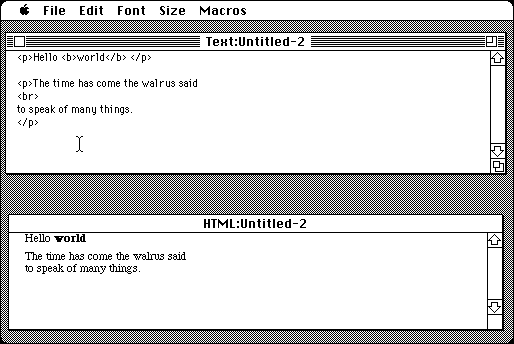 File Edit Font Size Macros
Text:Untitled-2
<p>Hello <b>world</b> </p>
<p>The time has come the walrus said
<br>
to speak of many things.
</p>
HTML:Untitled-2
Hello world
The time has come the walrus said
to speak of many things.